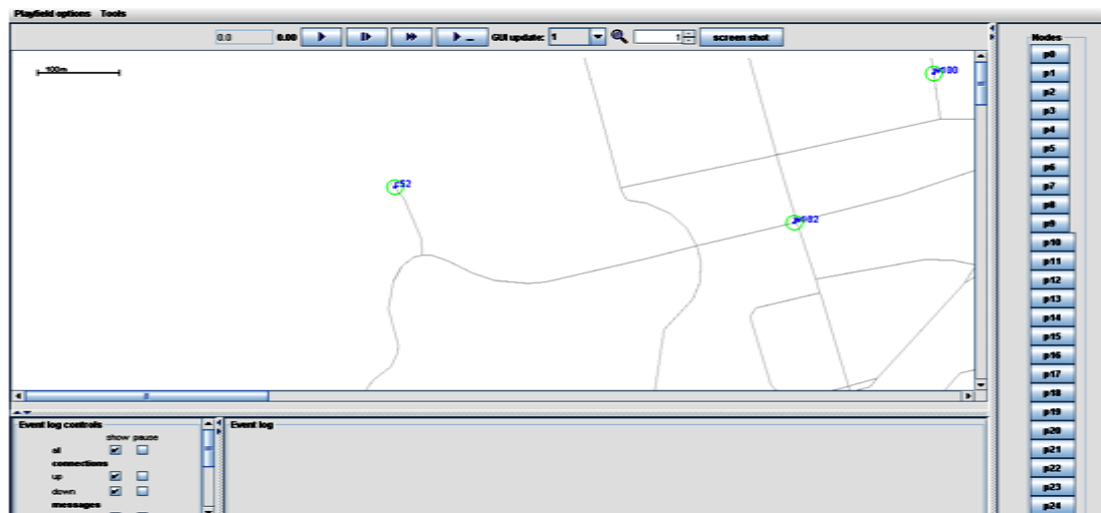 Playfield options Tools
0.0 0.00 GUI update: 1 1 screen shot
100m
Nodes
p0
p1
p2
p3
p4
p5
p6
p7
p8
p9
p10
p11
p12
p13
p14
p15
p16
p17
p18
p19
p20
p21
p22
p23
p24
Event log controls
show pause
all
connections
up
down
messages
Event log